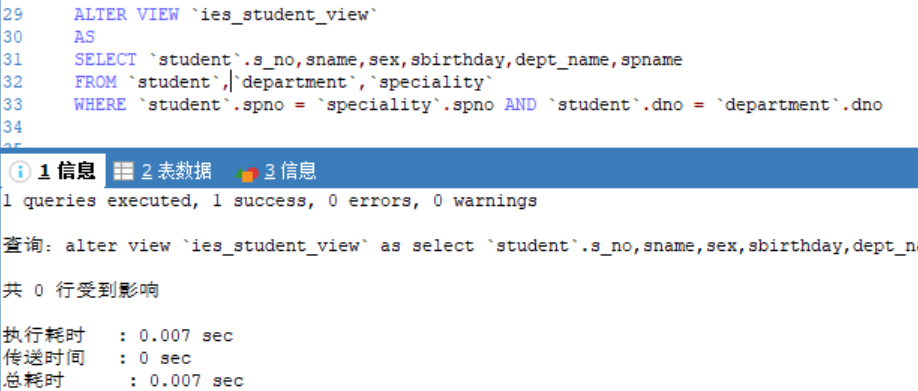 29 ALTER VIEW `ies_student_view`
30 AS
31 SELECT `student`.s_no,sname,sex,sbirthday,dept_name,spname
32 FROM `student`,`department`,`speciality`
33 WHERE `student`.spno = `speciality`.spno AND `student`.dno = `department`.dno
34
1 信息 2 表数据 3 信息
1 queries executed, 1 success, 0 errors, 0 warnings
查询: alter view `ies_student_view` as select `student`.s_no,sname,sex,sbirthday,dept_n
共 0 行受到影响
执行耗时 : 0.007 sec
传送时间 : 0 sec
总耗时 : 0.007 sec